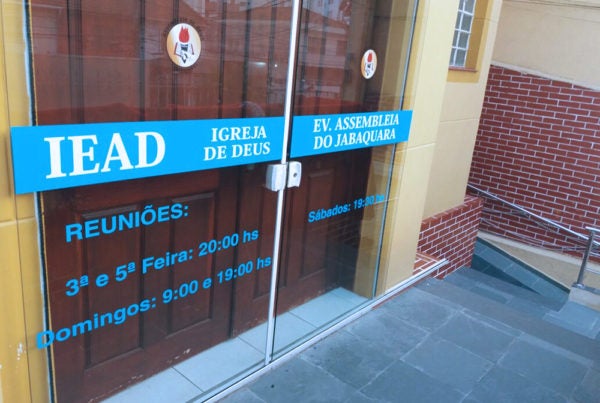 IEAD
IGREJA
DE DEUS
EV. ASSEMBLEIA
DO JABAQUARA
REUNIÕES:
3ª e 5ª Feira: 20:00 hs
Domingos: 9:00 e 19:00 hs
Sábados: 19:30 hs